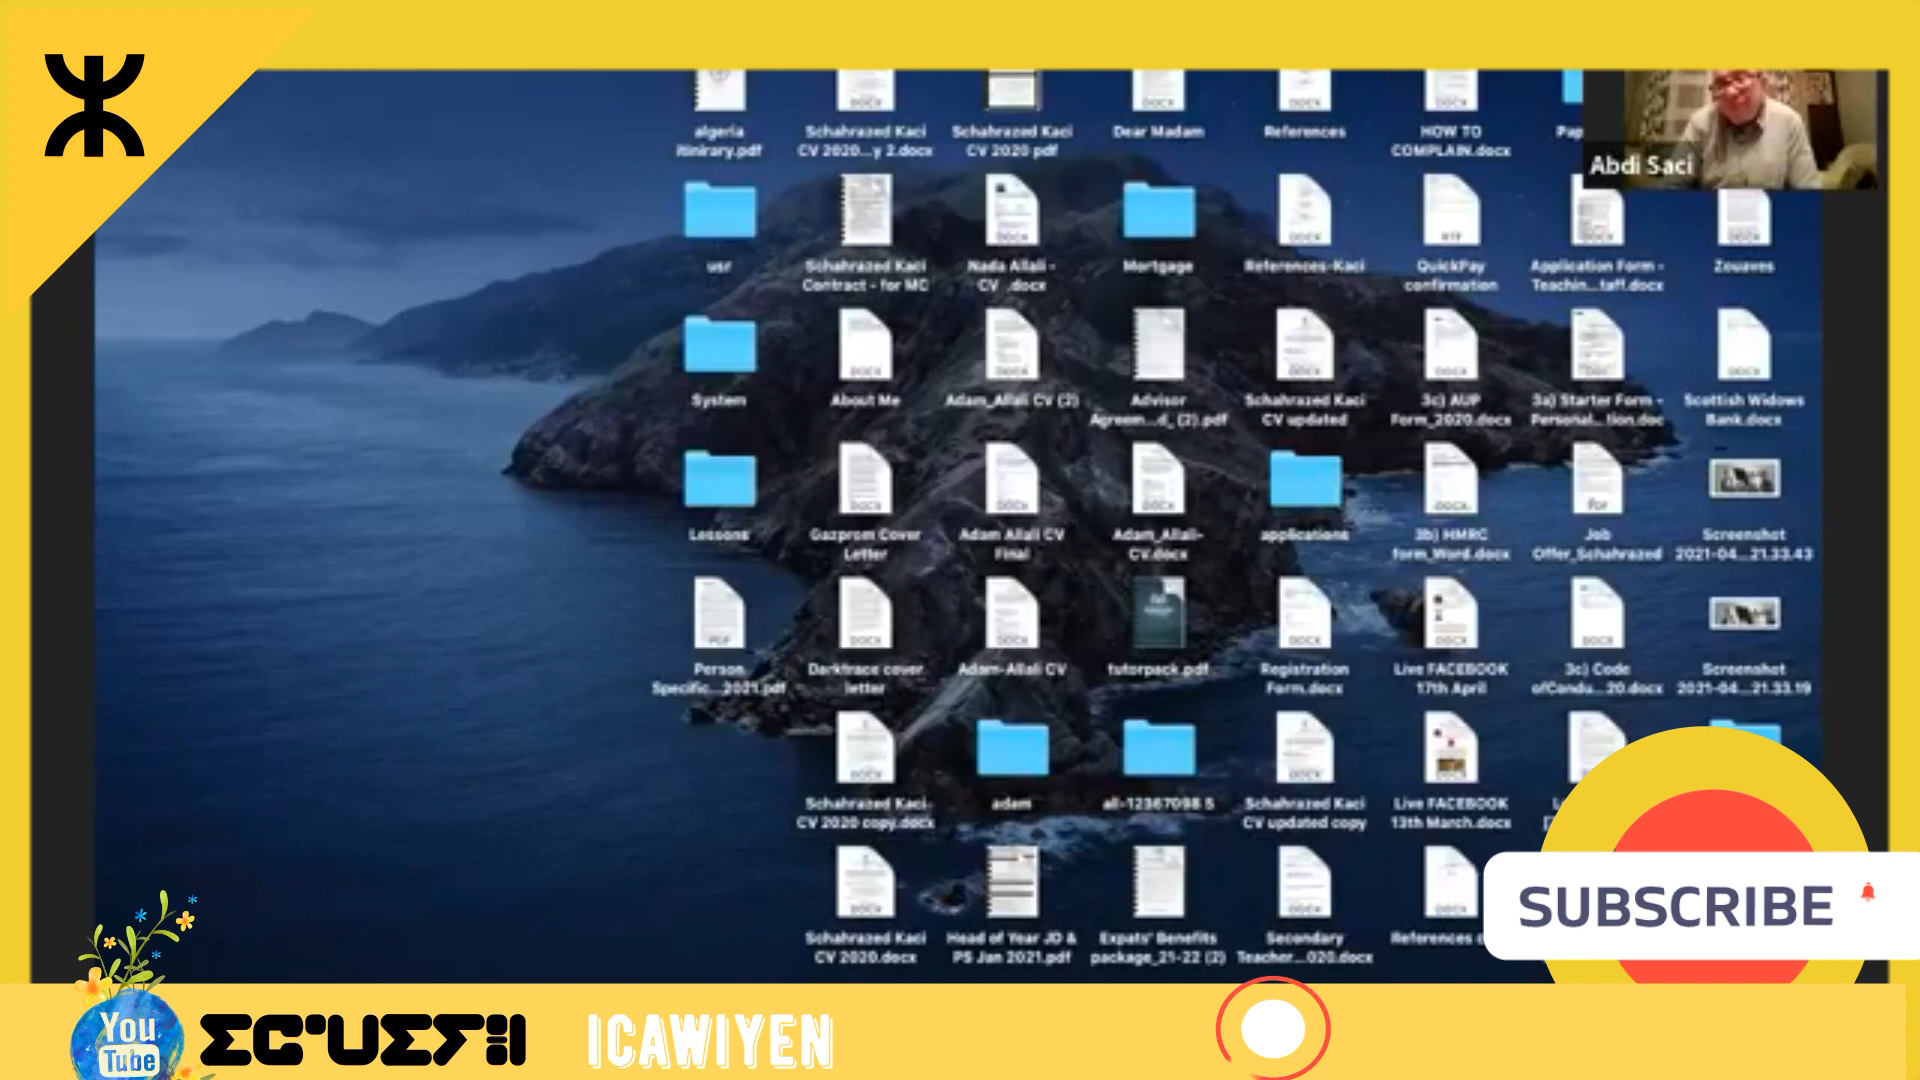 ⵣ
algeria
itinirary.pdf
Schahrazed Kaci
CV 2020...y 2.docx
Schahrazed Kaci
CV 2020 pdf
Dear Madam
References
HOW TO
COMPLAIN.docx
Pap
Abdi Saci
usr
Schahrazed Kaci
Contract - for MC
Nada Allali -
CV .docx
Mortgage
References-Kaci
QuickPay
confirmation
Application Form -
Teachin...taff.docx
Zouaves
System
About Me
Adam_Allali CV (2)
Advisor
Agreem...d_ (2).pdf
Schahrazed Kaci
CV updated
3c) AUP
Form_2020.docx
3a) Starter Form -
Personal...tion.doc
Scottish Widows
Bank.docx
Lessons
Gazprom Cover
Letter
Adam Allali CV
Final
Adam_Allali-
CV.docx
applications
3b) HMRC
form_Word.docx
Job
Offer_Schahrazed
Screenshot
2021-04...21.33.43
Person
Specific...2021.pdf
Darktrace cover
letter
Adam-Allali CV
tutorpack.pdf
Registration
Form.docx
Live FACEBOOK
17th April
3c) Code
ofCondu...20.docx
Screenshot
2021-04...21.33.19
Schahrazed Kaci
CV 2020 copy.docx
adam
all-12367098 5
Schahrazed Kaci
CV updated copy
Live FACEBOOK
13th March.docx
Schahrazed Kaci
CV 2020.docx
Head of Year JD &
PS Jan 2021.pdf
Expats' Benefits
package_21-22 (2)
Secondary
Teacher...020.docx
References
SUBSCRIBE
You
Tube
ⵉⵛⴰⵡⵉⵢⴻⵏ
ICAWIYEN